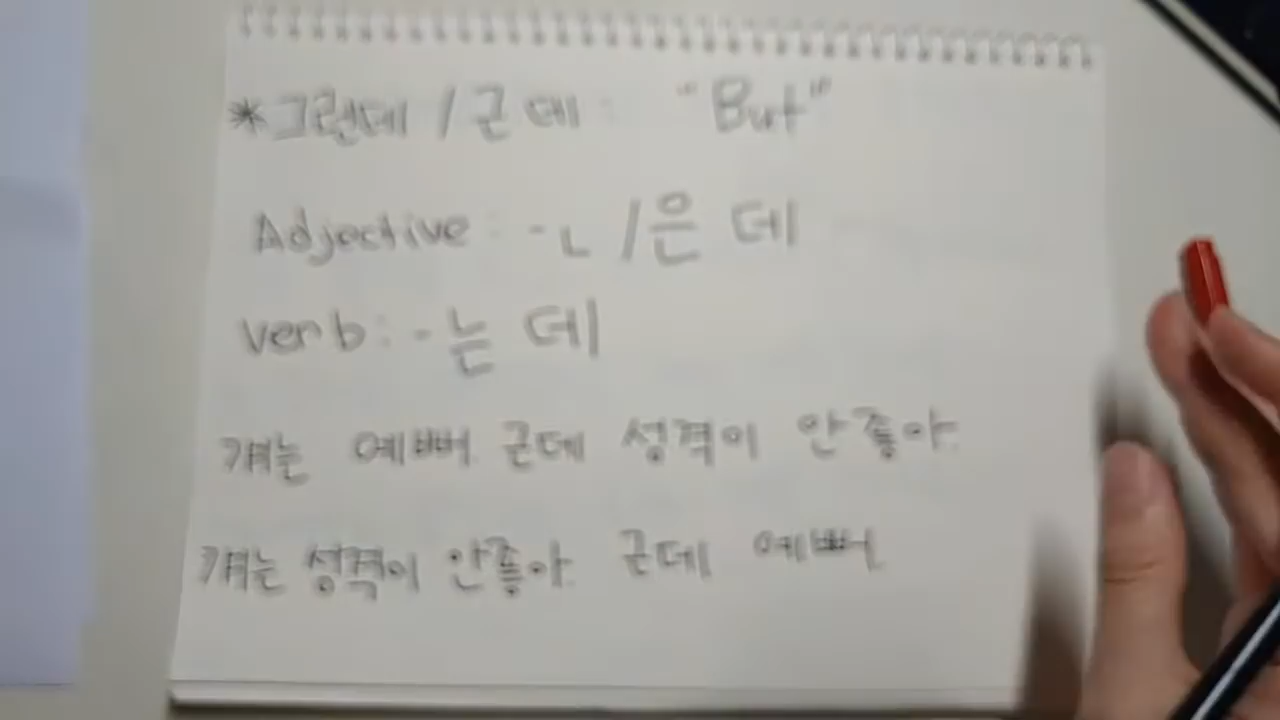 *그런데 / 근데: "But"
Adjective: -ㄴ/은 데
verb: -는 데
걔는 예뻐. 근데 성격이 안좋아.
걔는 성격이 안좋아. 근데 예뻐